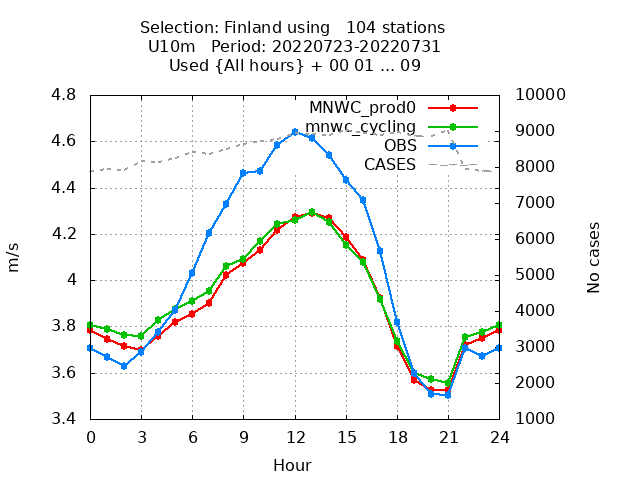 Selection: Finland using   104 stations
U10m   Period: 20220723-20220731
Used {All hours} + 00 01 ... 09
4.8
4.6
4.4
4.2
4
3.8
3.6
3.4
m/s
MNWC_prod0
mnwc_cycling
OBS
CASES
10000
9000
8000
7000
6000
5000
4000
3000
2000
1000
No cases
0 3 6 9 12 15 18 21 24
Hour